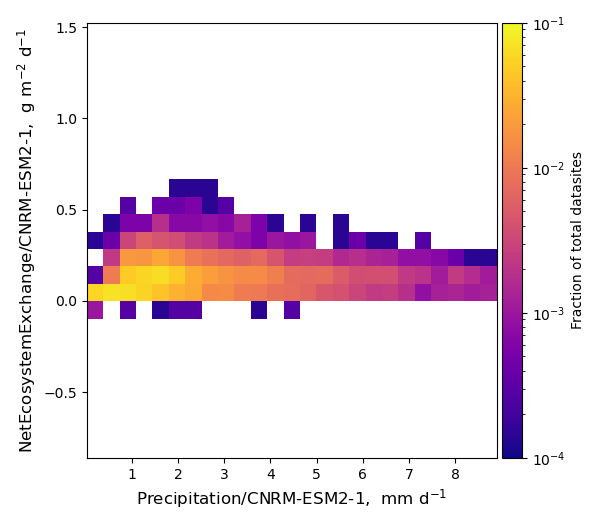 1.5
1.0
0.5
0.0
−0.5
1 2 3 4 5 6 7 8
NetEcosystemExchange/CNRM-ESM2-1, g m⁻² d⁻¹
Precipitation/CNRM-ESM2-1, mm d⁻¹
10⁻¹
10⁻²
10⁻³
10⁻⁴
Fraction of total datasites